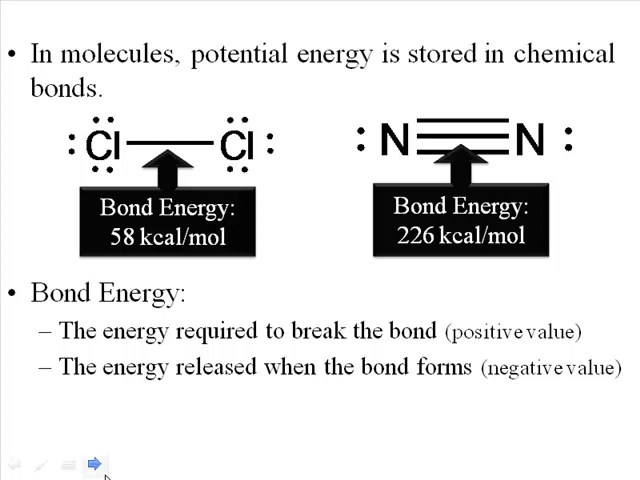 • In molecules, potential energy is stored in chemical
bonds.
:Cl Cl:
:N N:
Bond Energy:
58 kcal/mol
Bond Energy:
226 kcal/mol
• Bond Energy:
– The energy required to break the bond (positive value)
– The energy released when the bond forms (negative value)